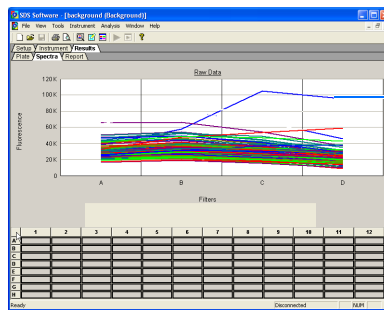 SDS Software - [background (Background)]
File View Tools Instrument Analysis Window Help
Setup Instrument Results
Plate Spectra Report
Raw Data
120K
100K
80K
60K
40K
20K
0
Fluorescence
A B C D
Filters
1 2 3 4 5 6 7 8 9 10 11 12
A
B
C
D
E
F
G
H
Ready Disconnected NUM